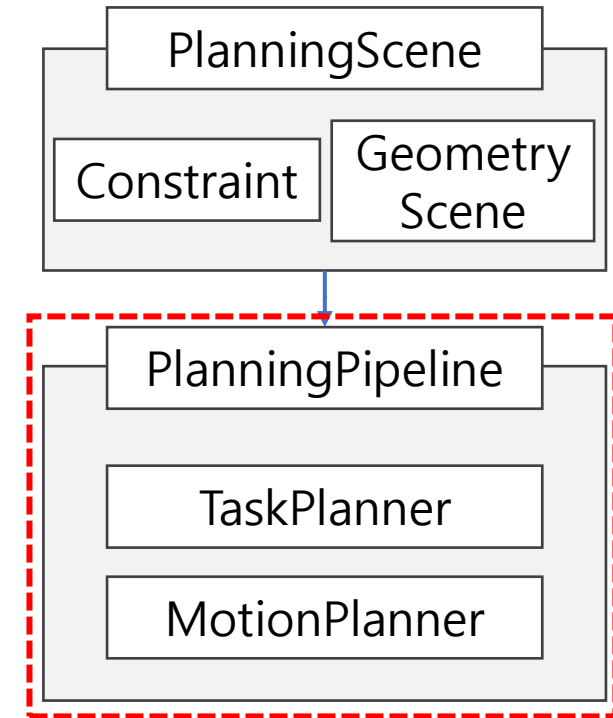 PlanningScene
Constraint
Geometry
Scene
PlanningPipeline
TaskPlanner
MotionPlanner